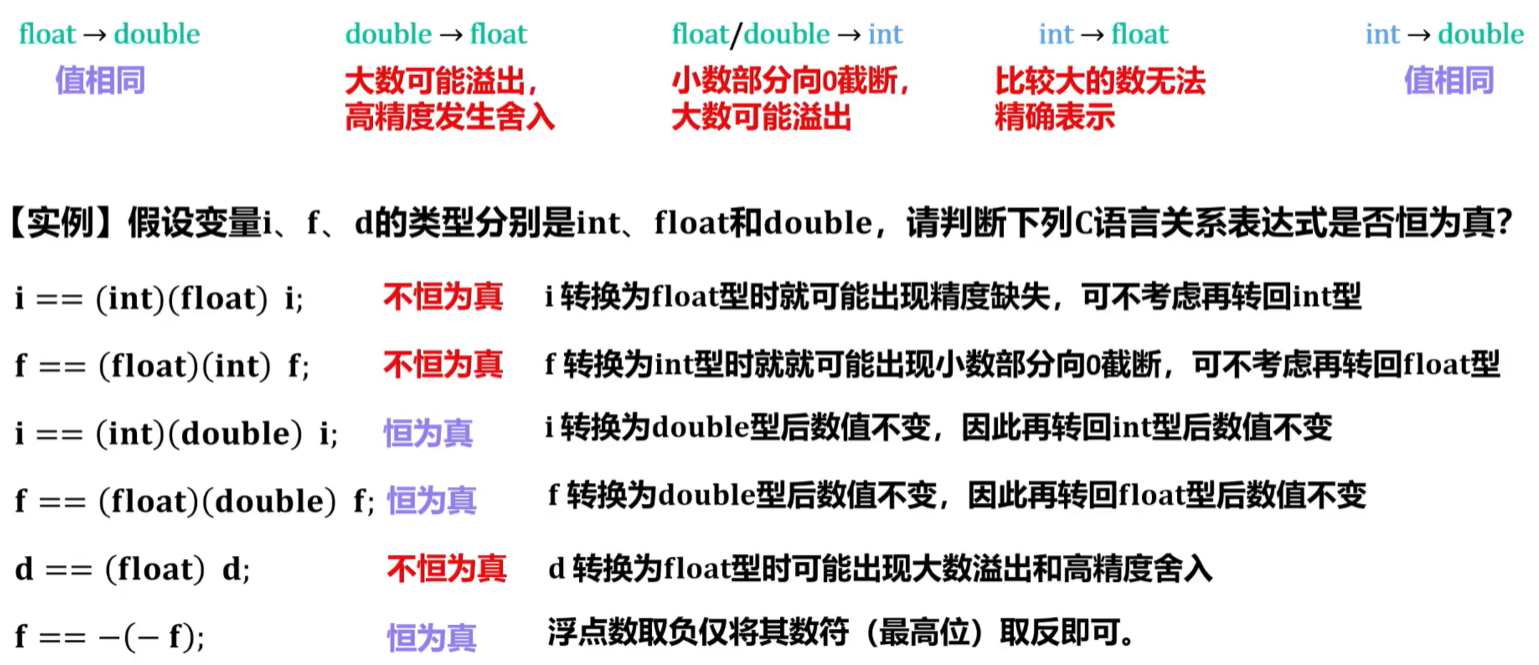 float → double double → float float/double → int int → float int → double
值相同 大数可能溢出， 小数部分向0截断， 比较大的数无法 值相同
高精度发生舍入 大数可能溢出 精确表示
【实例】假设变量i、f、d的类型分别是int、float和double，请判断下列C语言关系表达式是否恒为真？
i == (int)(float) i; 不恒为真 i 转换为float型时就可能出现精度缺失，可不考虑再转回int型
f == (float)(int) f; 不恒为真 f 转换为int型时就就可能出现小数部分向0截断，可不考虑再转回float型
i == (int)(double) i; 恒为真 i 转换为double型后数值不变，因此再转回int型后数值不变
f == (float)(double) f; 恒为真 f 转换为double型后数值不变，因此再转回float型后数值不变
d == (float) d; 不恒为真 d 转换为float型时可能出现大数溢出和高精度舍入
f == −(− f); 恒为真 浮点数取负仅将其数符（最高位）取反即可。